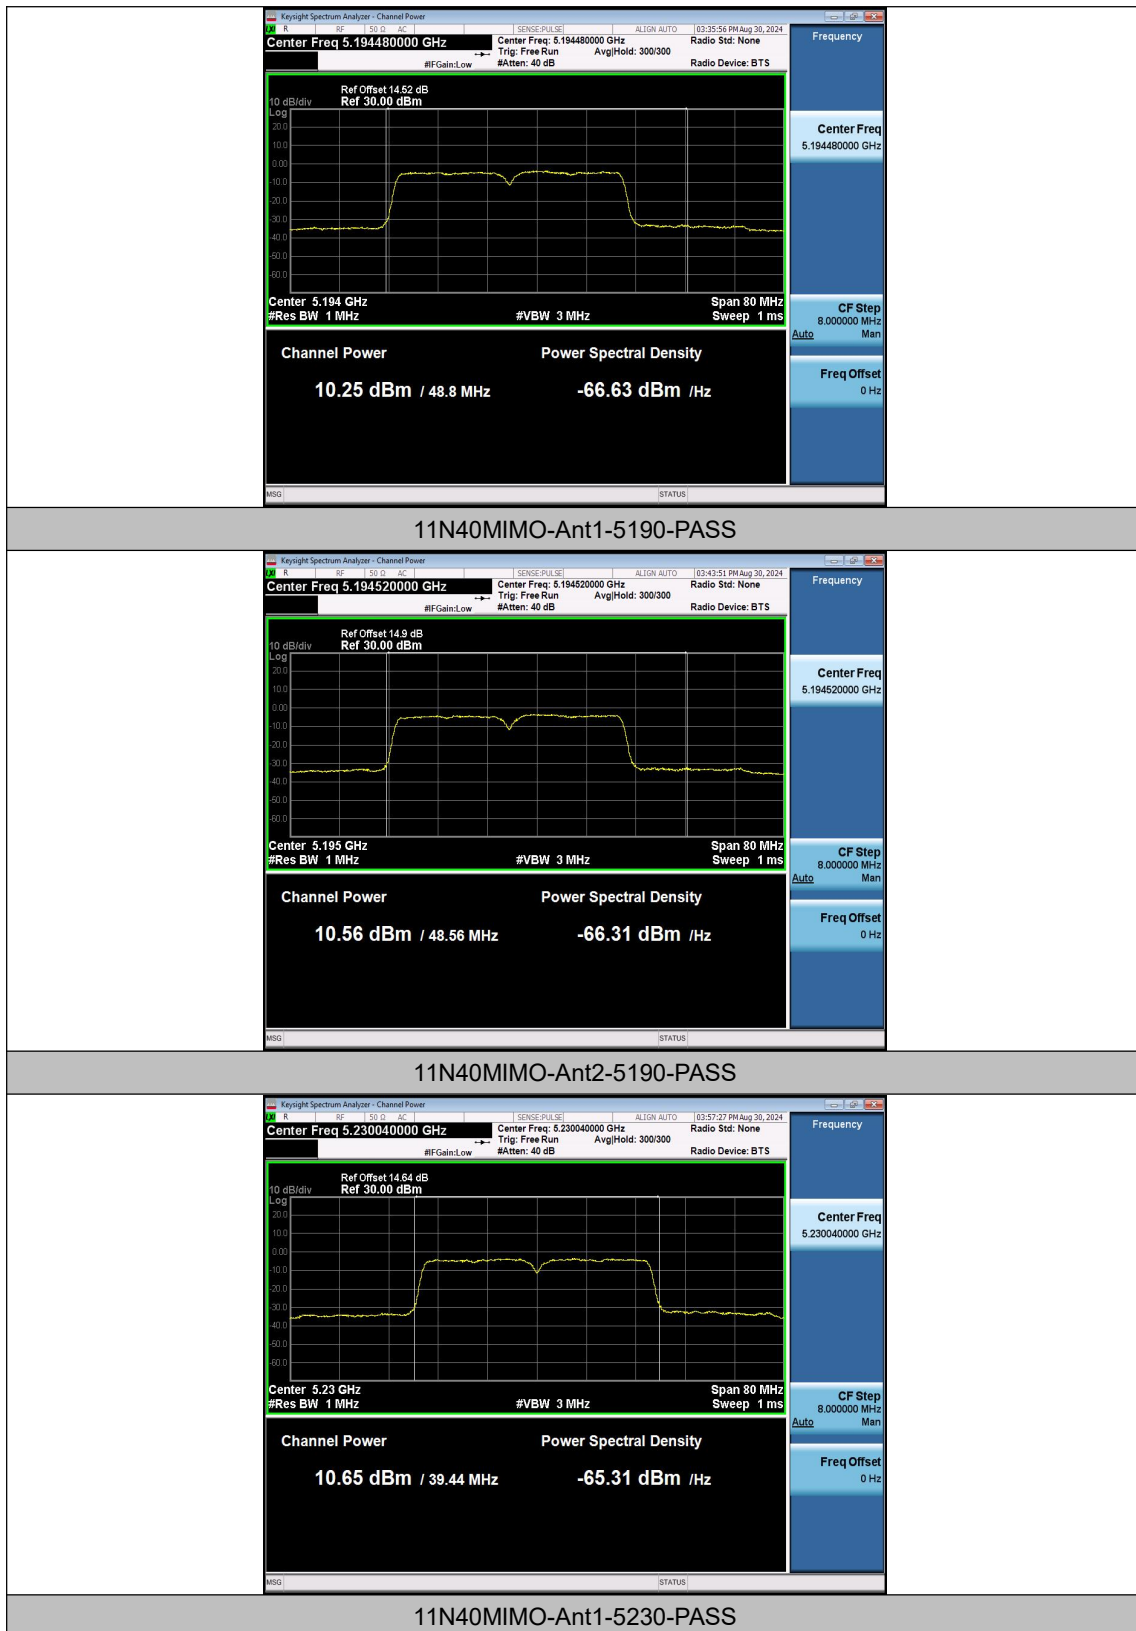 Keysight Spectrum Analyzer - Channel Power
LXI R RF 50 Ω AC SENSE:PULSE ALIGN AUTO 03:35:56 PM Aug 30, 2024
Center Freq 5.194480000 GHz Center Freq: 5.194480000 GHz Radio Std: None Frequency
Trig: Free Run Avg|Hold: 300/300
#IFGain:Low #Atten: 40 dB Radio Device: BTS
Ref Offset 14.52 dB
10 dB/div Ref 30.00 dBm
Log
20.0
10.0
0.00
-10.0
-20.0
-30.0
-40.0
-50.0
-60.0
Center Freq
5.194480000 GHz
Center 5.194 GHz Span 80 MHz
#Res BW 1 MHz #VBW 3 MHz Sweep 1 ms
CF Step
8.000000 MHz
Auto Man
Channel Power Power Spectral Density
10.25 dBm / 48.8 MHz -66.63 dBm /Hz
Freq Offset
0 Hz
MSG STATUS
11N40MIMO-Ant1-5190-PASS
Keysight Spectrum Analyzer - Channel Power
LXI R RF 50 Ω AC SENSE:PULSE ALIGN AUTO 03:43:51 PM Aug 30, 2024
Center Freq 5.194520000 GHz Center Freq: 5.194520000 GHz Radio Std: None Frequency
Trig: Free Run Avg|Hold: 300/300
#IFGain:Low #Atten: 40 dB Radio Device: BTS
Ref Offset 14.9 dB
10 dB/div Ref 30.00 dBm
Log
20.0
10.0
0.00
-10.0
-20.0
-30.0
-40.0
-50.0
-60.0
Center Freq
5.194520000 GHz
Center 5.195 GHz Span 80 MHz
#Res BW 1 MHz #VBW 3 MHz Sweep 1 ms
CF Step
8.000000 MHz
Auto Man
Channel Power Power Spectral Density
10.56 dBm / 48.56 MHz -66.31 dBm /Hz
Freq Offset
0 Hz
MSG STATUS
11N40MIMO-Ant2-5190-PASS
Keysight Spectrum Analyzer - Channel Power
LXI R RF 50 Ω AC SENSE:PULSE ALIGN AUTO 03:57:27 PM Aug 30, 2024
Center Freq 5.230040000 GHz Center Freq: 5.230040000 GHz Radio Std: None Frequency
Trig: Free Run Avg|Hold: 300/300
#IFGain:Low #Atten: 40 dB Radio Device: BTS
Ref Offset 14.64 dB
10 dB/div Ref 30.00 dBm
Log
20.0
10.0
0.00
-10.0
-20.0
-30.0
-40.0
-50.0
-60.0
Center Freq
5.230040000 GHz
Center 5.23 GHz Span 80 MHz
#Res BW 1 MHz #VBW 3 MHz Sweep 1 ms
CF Step
8.000000 MHz
Auto Man
Channel Power Power Spectral Density
10.65 dBm / 39.44 MHz -65.31 dBm /Hz
Freq Offset
0 Hz
MSG STATUS
11N40MIMO-Ant1-5230-PASS